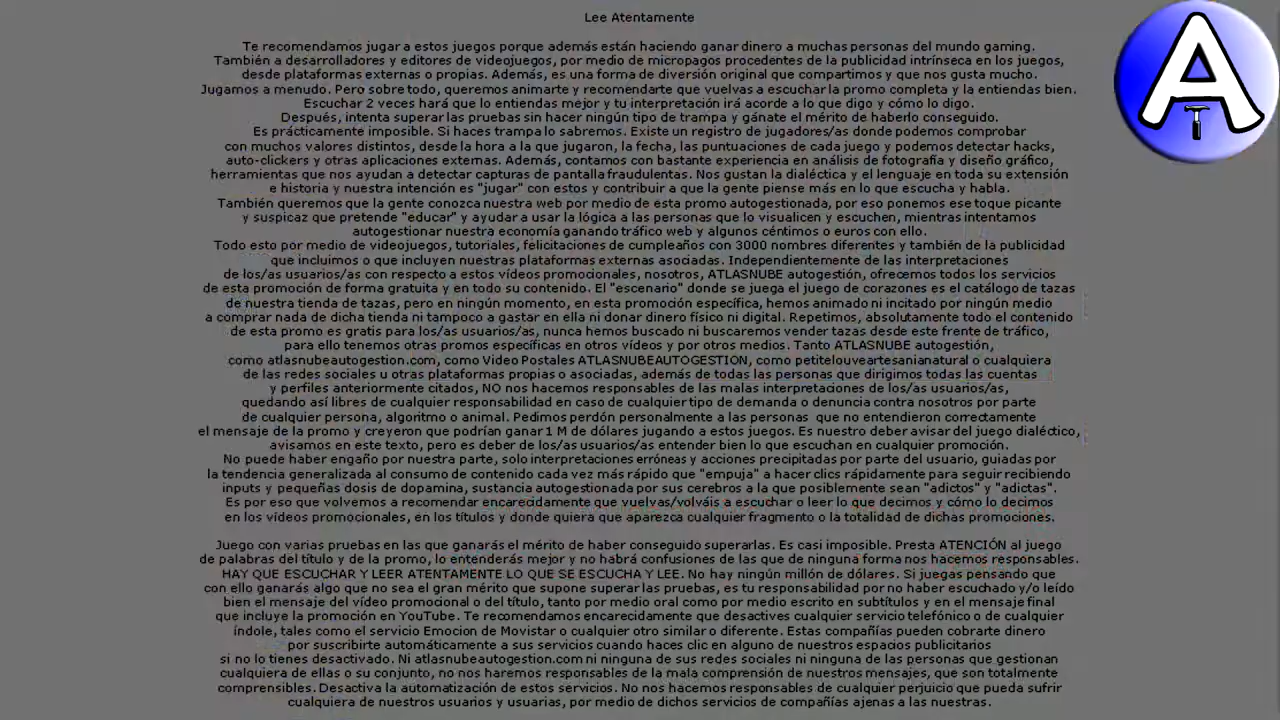 Lee Atentamente
A
Te recomendamos jugar a estos juegos porque además están haciendo ganar dinero a muchas personas del mundo gaming.
También a desarrolladores y editores de videojuegos, por medio de micropagos procedentes de la publicidad intrínseca en los juegos,
desde plataformas externas o propias. Además, es una forma de diversión original que compartimos y que nos gusta mucho.
Jugamos a menudo. Pero sobre todo, queremos animarte y recomendarte que vuelvas a escuchar la promo completa y la entiendas bien.
Escuchar 2 veces hará que lo entiendas mejor y tu interpretación irá acorde a lo que digo y cómo lo digo.
Después, intenta superar las pruebas sin hacer ningún tipo de trampa y gánate el mérito de haberlo conseguido.
Es prácticamente imposible. Si haces trampa lo sabremos. Existe un registro de jugadores/as donde podemos comprobar
con muchos valores distintos, desde la hora a la que jugaron, la fecha, las puntuaciones de cada juego y podemos detectar hacks,
auto-clickers y otras aplicaciones externas. Además, contamos con bastante experiencia en análisis de fotografía y diseño gráfico,
herramientas que nos ayudan a detectar capturas de pantalla fraudulentas. Nos gustan la dialéctica y el lenguaje en toda su extensión
e historia y nuestra intención es "jugar" con estos y contribuir a que la gente piense más en lo que escucha y habla.
También queremos que la gente conozca nuestra web por medio de esta promo autogestionada, por eso ponemos ese toque picante
y suspicaz que pretende "educar" y ayudar a usar la lógica a las personas que lo visualicen y escuchen, mientras intentamos
autogestionar nuestra economía ganando tráfico web y algunos céntimos o euros con ello.
Todo esto por medio de videojuegos, tutoriales, felicitaciones de cumpleaños con 3000 nombres diferentes y también de la publicidad
que incluimos o que incluyen nuestras plataformas externas asociadas. Independientemente de las interpretaciones
de los/as usuarios/as con respecto a estos vídeos promocionales, nosotros, ATLASNUBE autogestión, ofrecemos todos los servicios
de esta promoción de forma gratuita y en todo su contenido. El "escenario" donde se juega el juego de corazones es el catálogo de tazas
de nuestra tienda de tazas, pero en ningún momento, en esta promoción específica, hemos animado ni incitado por ningún medio
a comprar nada de dicha tienda ni tampoco a gastar en ella ni donar dinero físico ni digital. Repetimos, absolutamente todo el contenido
de esta promo es gratis para los/as usuarios/as, nunca hemos buscado ni buscaremos vender tazas desde este frente de tráfico,
para ello tenemos otras promos específicas en otros vídeos y por otros medios. Tanto ATLASNUBE autogestión,
como atlasnubeautogestion.com, como Video Postales ATLASNUBEAUTOGESTION, como petitelouveartesanianatural o cualquiera
de las redes sociales u otras plataformas propias o asociadas, además de todas las personas que dirigimos todas las cuentas
y perfiles anteriormente citados, NO nos hacemos responsables de las malas interpretaciones de los/as usuarios/as,
quedando así libres de cualquier responsabilidad en caso de cualquier tipo de demanda o denuncia contra nosotros por parte
de cualquier persona, algoritmo o animal. Pedimos perdón personalmente a las personas que no entendieron correctamente
el mensaje de la promo y creyeron que podrían ganar 1 M de dólares jugando a estos juegos. Es nuestro deber avisar del juego dialéctico,
avisamos en este texto, pero es deber de los/as usuarios/as entender bien lo que escuchan en cualquier promoción.
No puede haber engaño por nuestra parte, solo interpretaciones erróneas y acciones precipitadas por parte del usuario, guiadas por
la tendencia generalizada al consumo de contenido cada vez más rápido que "empuja" a hacer clics rápidamente para seguir recibiendo
inputs y pequeñas dosis de dopamina, sustancia autogestionada por sus cerebros a la que posiblemente sean "adictos" y "adictas".
Es por eso que volvemos a recomendar encarecidamente que vuelvas/volváis a escuchar o leer lo que decimos y cómo lo decimos
en los vídeos promocionales, en los títulos y donde quiera que aparezca cualquier fragmento o la totalidad de dichas promociones.
Juego con varias pruebas en las que ganarás el mérito de haber conseguido superarlas. Es casi imposible. Presta ATENCIÓN al juego
de palabras del título y de la promo, lo entenderás mejor y no habrá confusiones de las que de ninguna forma nos hacemos responsables.
HAY QUE ESCUCHAR Y LEER ATENTAMENTE LO QUE SE ESCUCHA Y LEE. No hay ningún millón de dólares. Si juegas pensando que
con ello ganarás algo que no sea el gran mérito que supone superar las pruebas, es tu responsabilidad por no haber escuchado y/o leído
bien el mensaje del vídeo promocional o del título, tanto por medio oral como por medio escrito en subtítulos y en el mensaje final
que incluye la promoción en YouTube. Te recomendamos encarecidamente que desactives cualquier servicio telefónico o de cualquier
índole, tales como el servicio Emocion de Movistar o cualquier otro similar o diferente. Estas compañías pueden cobrarte dinero
por suscribirte automáticamente a sus servicios cuando haces clic en alguno de nuestros espacios publicitarios
si no lo tienes desactivado. Ni atlasnubeautogestion.com ni ninguna de sus redes sociales ni ninguna de las personas que gestionan
cualquiera de ellas o su conjunto, no nos haremos responsables de la mala comprensión de nuestros mensajes, que son totalmente
comprensibles. Desactiva la automatización de estos servicios. No nos hacemos responsables de cualquier perjuicio que pueda sufrir
cualquiera de nuestros usuarios y usuarias, por medio de dichos servicios de compañías ajenas a las nuestras.